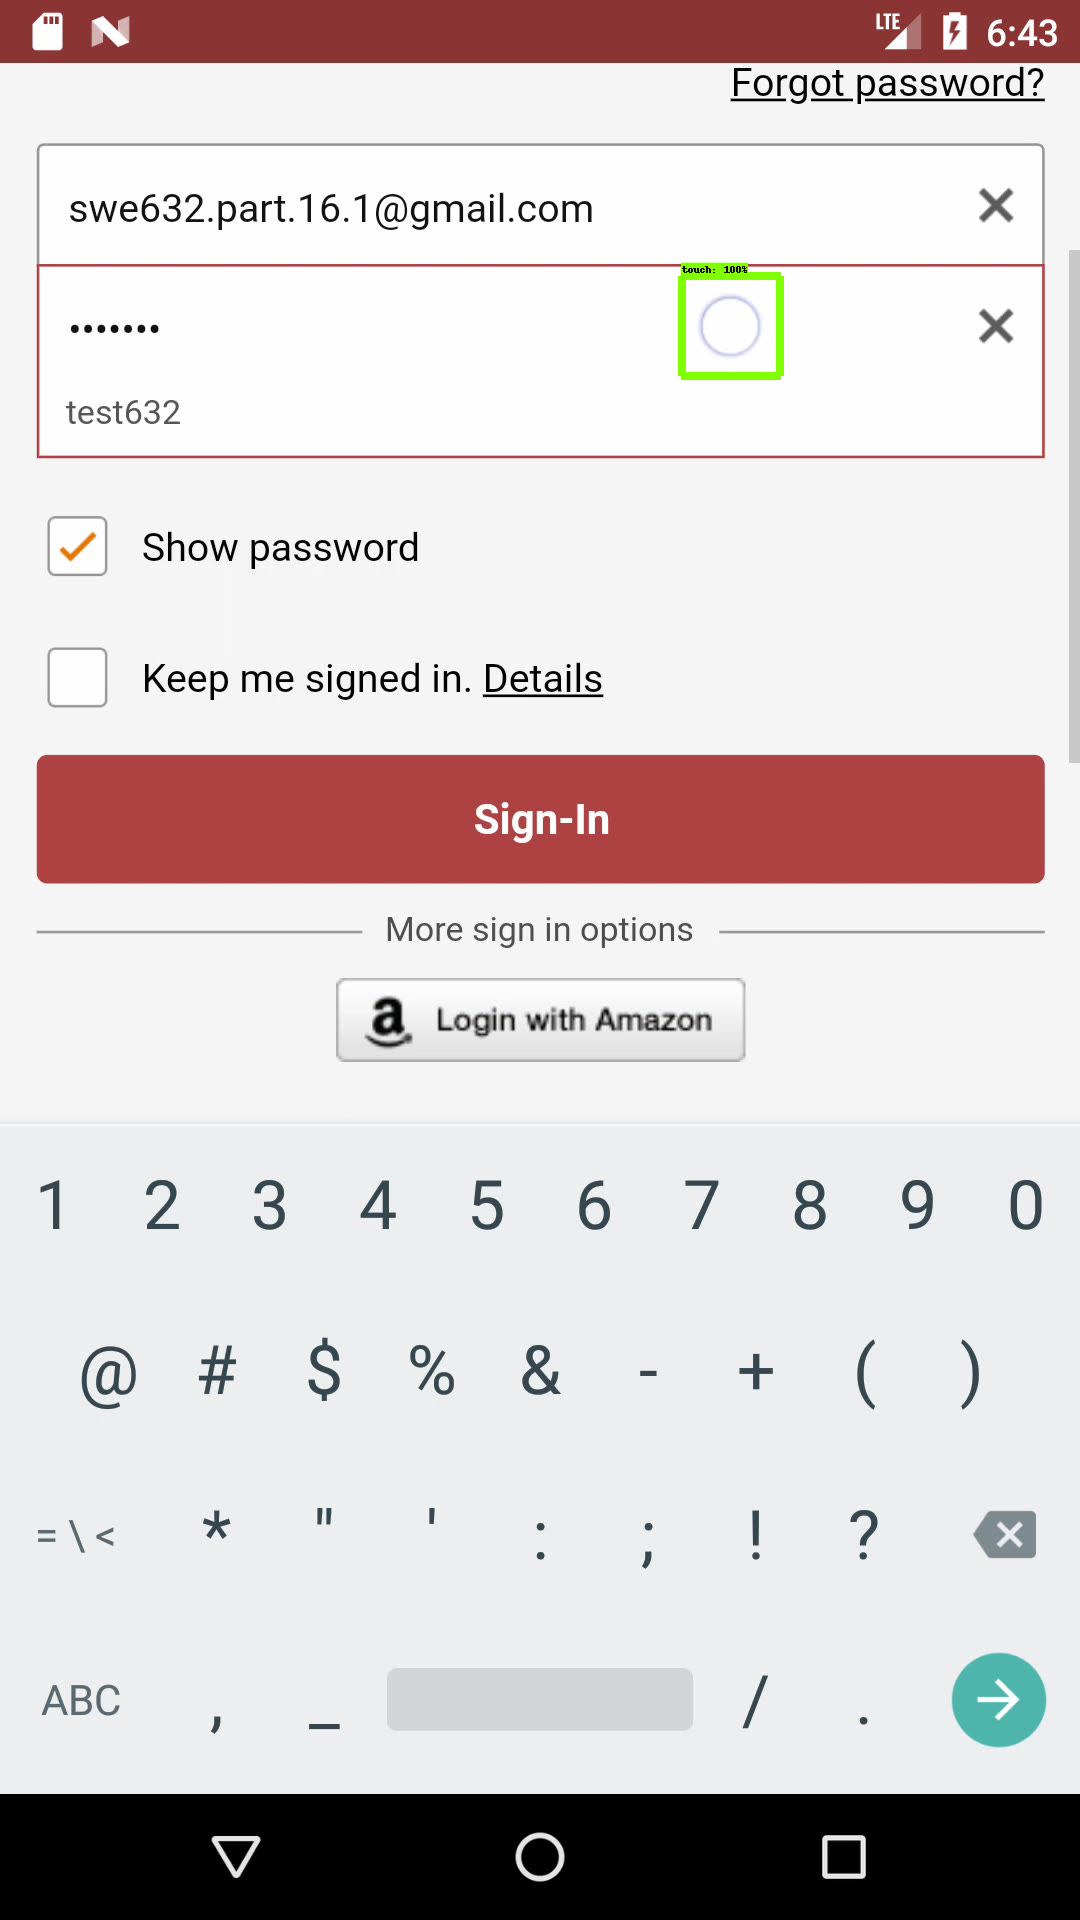 LTE 6:43
Forgot password?
swe632.part.16.1@gmail.com
touch: 100%
•••••••
test632
Show password
Keep me signed in. Details
Sign-In
More sign in options
a Login with Amazon
1 2 3 4 5 6 7 8 9 0
@ # $ % & - + ( )
= \ < * " ' : ; ! ?
ABC , _ / .